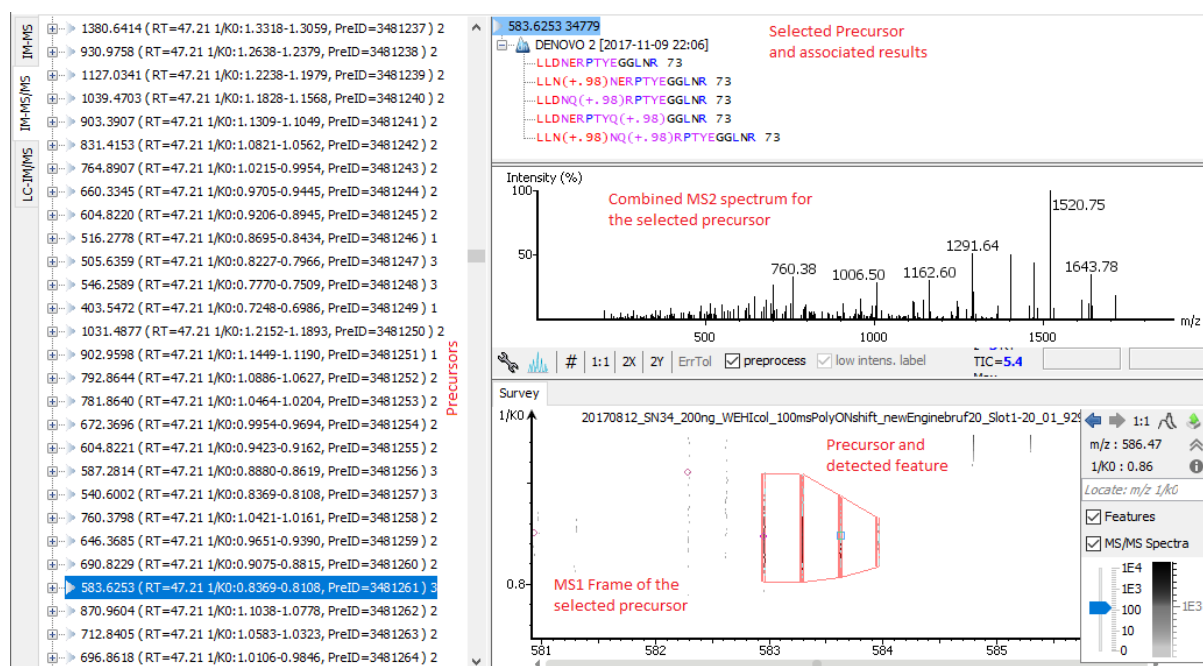 IM-MS
IM-MS/MS
LC-IM/MS
1380.6414 (RT=47.21 1/K0:1.3318-1.3059, PreID=3481237) 2
930.9758 (RT=47.21 1/K0:1.2638-1.2379, PreID=3481238) 2
1127.0341 (RT=47.21 1/K0:1.2238-1.1979, PreID=3481239) 2
1039.4703 (RT=47.21 1/K0:1.1828-1.1568, PreID=3481240) 2
903.3907 (RT=47.21 1/K0:1.1309-1.1049, PreID=3481241) 2
831.4153 (RT=47.21 1/K0:1.0821-1.0562, PreID=3481242) 2
764.8907 (RT=47.21 1/K0:1.0215-0.9954, PreID=3481243) 2
660.3345 (RT=47.21 1/K0:0.9705-0.9445, PreID=3481244) 2
604.8220 (RT=47.21 1/K0:0.9206-0.8945, PreID=3481245) 2
516.2778 (RT=47.21 1/K0:0.8695-0.8434, PreID=3481246) 1
505.6359 (RT=47.21 1/K0:0.8227-0.7966, PreID=3481247) 3
546.2589 (RT=47.21 1/K0:0.7770-0.7509, PreID=3481248) 3
403.5472 (RT=47.21 1/K0:0.7248-0.6986, PreID=3481249) 1
1031.4877 (RT=47.21 1/K0:1.2152-1.1893, PreID=3481250) 2
902.9598 (RT=47.21 1/K0:1.1449-1.1190, PreID=3481251) 1
792.8644 (RT=47.21 1/K0:1.0886-1.0627, PreID=3481252) 2
781.8640 (RT=47.21 1/K0:1.0464-1.0204, PreID=3481253) 2
672.3696 (RT=47.21 1/K0:0.9954-0.9694, PreID=3481254) 2
604.8221 (RT=47.21 1/K0:0.9423-0.9162, PreID=3481255) 2
587.2814 (RT=47.21 1/K0:0.8880-0.8619, PreID=3481256) 3
540.6002 (RT=47.21 1/K0:0.8369-0.8108, PreID=3481257) 3
760.3798 (RT=47.21 1/K0:1.0421-1.0161, PreID=3481258) 2
646.3685 (RT=47.21 1/K0:0.9651-0.9390, PreID=3481259) 2
690.8229 (RT=47.21 1/K0:0.9075-0.8815, PreID=3481260) 2
583.6253 (RT=47.21 1/K0:0.8369-0.8108, PreID=3481261) 3
870.9604 (RT=47.21 1/K0:1.1038-1.0778, PreID=3481262) 2
712.8405 (RT=47.21 1/K0:1.0583-1.0323, PreID=3481263) 2
696.8618 (RT=47.21 1/K0:1.0106-0.9846, PreID=3481264) 2
Precursors
583.6253 34779
DENOVO 2 [2017-11-09 22:06]
LLDNERPTYEGGLNR 73
LLN(+.98)NERPTYEGGLNR 73
LLDNQ(+.98)RPTYEGGLNR 73
LLDNERPTYQ(+.98)GGLNR 73
LLN(+.98)NQ(+.98)RPTYEGGLNR 73
Selected Precursor
and associated results
Intensity (%)
100
50
Combined MS2 spectrum for
the selected precursor
760.38
1006.50
1162.60
1291.64
1520.75
1643.78
500
1000
1500
m/z
# 1:1 2X 2Y ErrTol preprocess low intens. label
TIC=5.4
Survey
1/K0
20170812_SN34_200ng_WEHIcol_100msPolyONshift_newEnginebruf20_Slot1-20_01_929
Precursor and
detected feature
0.8
MS1 Frame of the
selected precursor
581
582
583
584
585
1:1
m/z : 586.47
1/K0 : 0.86
Locate: m/z 1/k0
Features
MS/MS Spectra
1E4
1E3
100
10
0
1E3